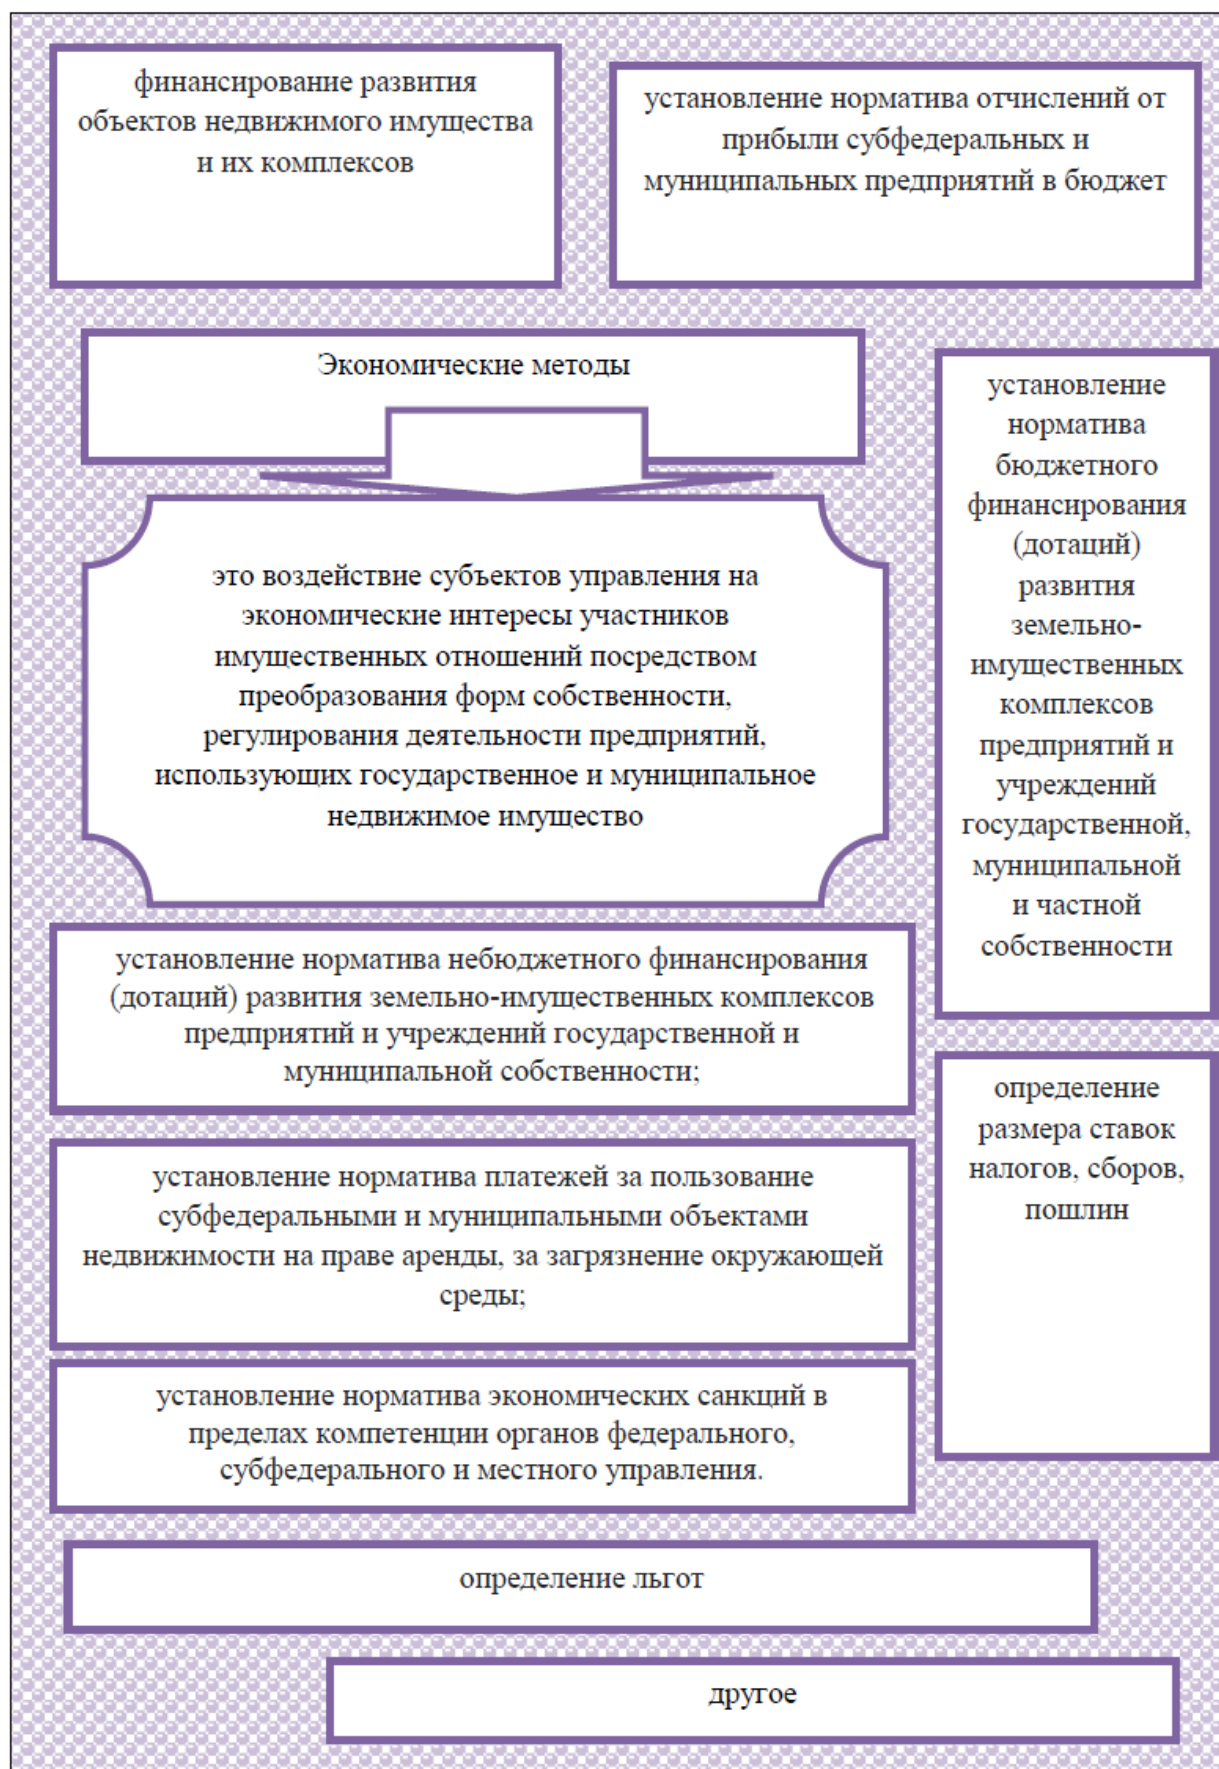 финансирование развития
объектов недвижимого имущества
и их комплексов
установление норматива отчислений от
прибыли субфедеральных и
муниципальных предприятий в бюджет
Экономические методы
это воздействие субъектов управления на
экономические интересы участников
имущественных отношений посредством
преобразования форм собственности,
регулирования деятельности предприятий,
использующих государственное и муниципальное
недвижимое имущество
установление
норматива
бюджетного
финансирования
(дотаций)
развития
земельно-
имущественных
комплексов
предприятий и
учреждений
государственной,
муниципальной
и частной
собственности
установление норматива небюджетного финансирования
(дотаций) развития земельно-имущественных комплексов
предприятий и учреждений государственной и
муниципальной собственности;
определение
размера ставок
налогов, сборов,
пошлин
установление норматива платежей за пользование
субфедеральными и муниципальными объектами
недвижимости на праве аренды, за загрязнение окружающей
среды;
установление норматива экономических санкций в
пределах компетенции органов федерального,
субфедерального и местного управления.
определение льгот
другое